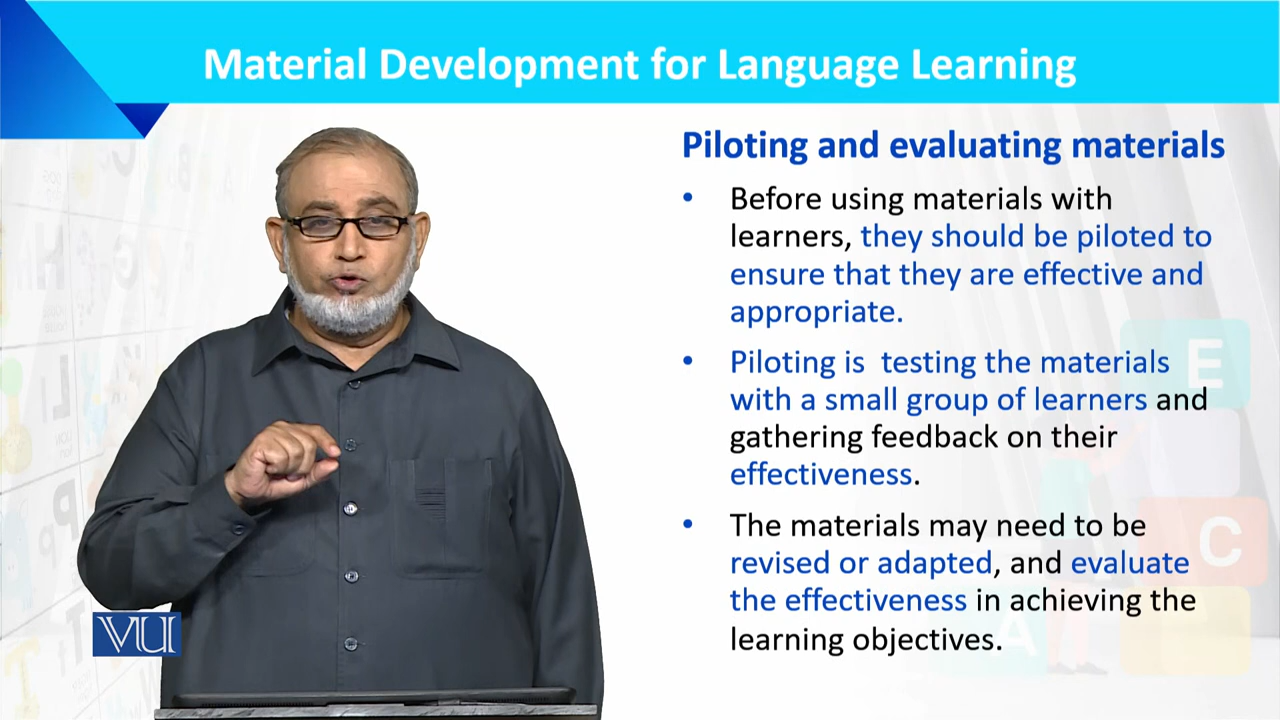 Material Development for Language Learning
Piloting and evaluating materials
• Before using materials with
learners, they should be piloted to
ensure that they are effective and
appropriate.
• Piloting is  testing the materials
with a small group of learners and
gathering feedback on their
effectiveness.
• The materials may need to be
revised or adapted, and evaluate
the effectiveness in achieving the
learning objectives.
VU
E
C
A